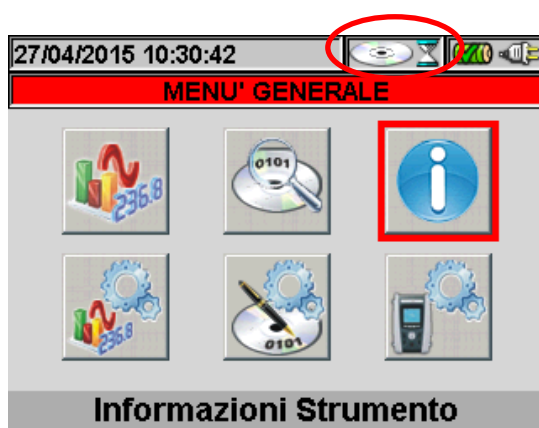 27/04/2015 10:30:42
MENU' GENERALE
236.8
0101
236.8
0101
Informazioni Strumento